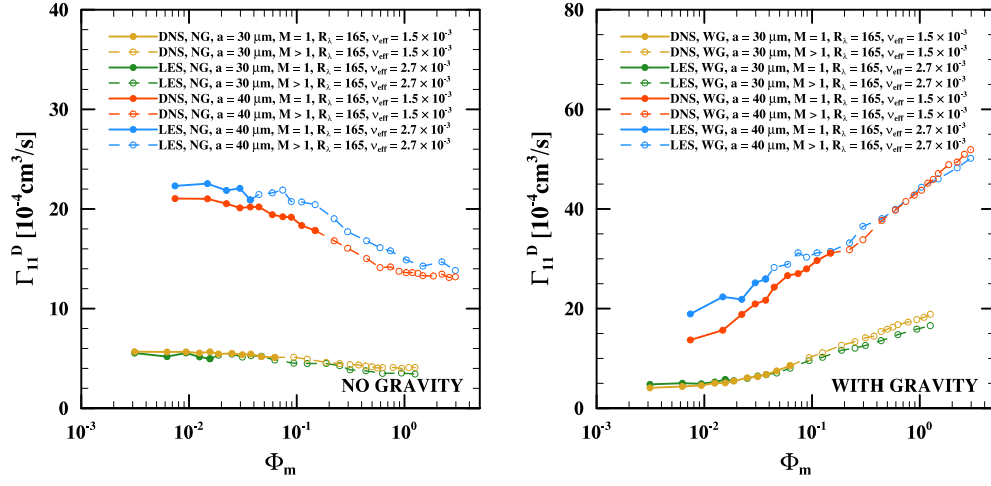 40
30
20
10
0
Γ₁₁ᴰ [10⁻⁴cm³/s]
DNS, NG, a = 30 μm, M = 1, Rλ = 165, νeff = 1.5 × 10⁻³
DNS, NG, a = 30 μm, M > 1, Rλ = 165, νeff = 1.5 × 10⁻³
LES, NG, a = 30 μm, M = 1, Rλ = 165, νeff = 2.7 × 10⁻³
LES, NG, a = 30 μm, M > 1, Rλ = 165, νeff = 2.7 × 10⁻³
DNS, NG, a = 40 μm, M = 1, Rλ = 165, νeff = 1.5 × 10⁻³
DNS, NG, a = 40 μm, M > 1, Rλ = 165, νeff = 1.5 × 10⁻³
LES, NG, a = 40 μm, M = 1, Rλ = 165, νeff = 2.7 × 10⁻³
LES, NG, a = 40 μm, M > 1, Rλ = 165, νeff = 2.7 × 10⁻³
NO GRAVITY
10⁻³ 10⁻² 10⁻¹ 10⁰
Φm
80
60
40
20
0
Γ₁₁ᴰ [10⁻⁴cm³/s]
DNS, WG, a = 30 μm, M = 1, Rλ = 165, νeff = 1.5 × 10⁻³
DNS, WG, a = 30 μm, M > 1, Rλ = 165, νeff = 1.5 × 10⁻³
LES, WG, a = 30 μm, M = 1, Rλ = 165, νeff = 2.7 × 10⁻³
LES, WG, a = 30 μm, M > 1, Rλ = 165, νeff = 2.7 × 10⁻³
DNS, WG, a = 40 μm, M = 1, Rλ = 165, νeff = 1.5 × 10⁻³
DNS, WG, a = 40 μm, M > 1, Rλ = 165, νeff = 1.5 × 10⁻³
LES, WG, a = 40 μm, M = 1, Rλ = 165, νeff = 2.7 × 10⁻³
LES, WG, a = 40 μm, M > 1, Rλ = 165, νeff = 2.7 × 10⁻³
WITH GRAVITY
10⁻³ 10⁻² 10⁻¹ 10⁰
Φm